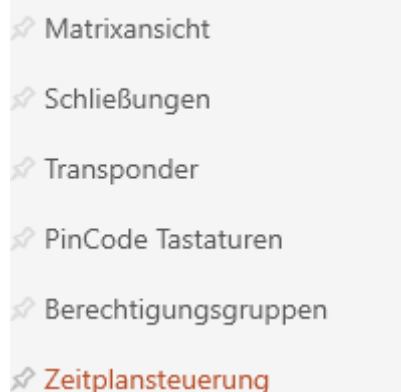 Matrixansicht
Schließungen
Transponder
PinCode Tastaturen
Berechtigungsgruppen
Zeitplansteuerung